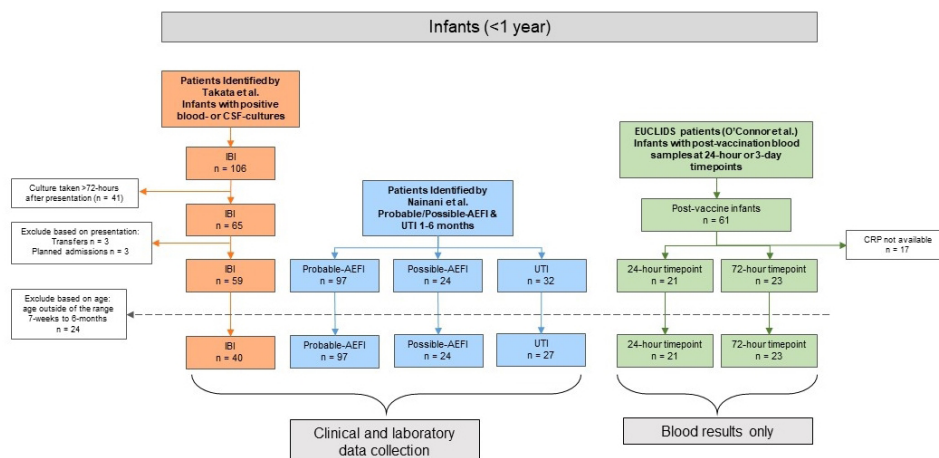 Infants (<1 year)
Patients Identified by
Takata et al.
Infants with positive
blood- or CSF-cultures
IBI
n = 106
Culture taken >72-hours
after presentation (n = 41)
IBI
n = 65
Exclude based on presentation:
Transfers n = 3
Planned admissions n = 3
IBI
n = 59
Exclude based on age:
age outside of the range
7-weeks to 6-months
n = 24
IBI
n = 40
Patients Identified by
Nainani et al.
Probable/Possible-AEFI &
UTI 1-6 months
Probable-AEFI
n = 97
Possible-AEFI
n = 24
UTI
n = 32
Probable-AEFI
n = 97
Possible-AEFI
n = 24
UTI
n = 27
EUCLIDS patients (O'Connor et al.)
Infants with post-vaccination blood
samples at 24-hour or 3-day
timepoints
Post-vaccine infants
n = 61
CRP not available
n = 17
24-hour timepoint
n = 21
72-hour timepoint
n = 23
24-hour timepoint
n = 21
72-hour timepoint
n = 23
Clinical and laboratory
data collection
Blood results only